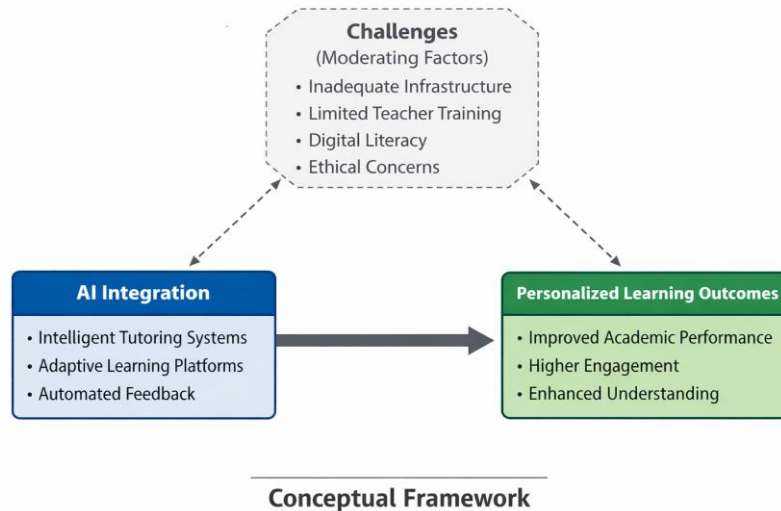 Challenges
(Moderating Factors)
• Inadequate Infrastructure
• Limited Teacher Training
• Digital Literacy
• Ethical Concerns
AI Integration
• Intelligent Tutoring Systems
• Adaptive Learning Platforms
• Automated Feedback
Personalized Learning Outcomes
• Improved Academic Performance
• Higher Engagement
• Enhanced Understanding
Conceptual Framework